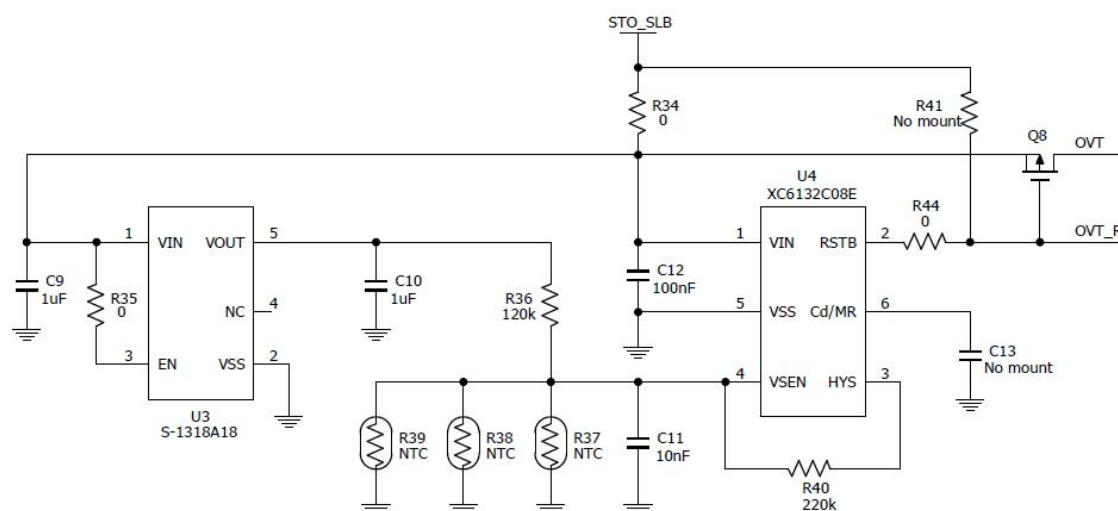 STO_SLB
R34
0
R41
No mount
Q8
OVT
U4
XC6132C08E
R44
0
1
VIN
VOUT
5
1
VIN
RSTB
2
OVT_R
C9
1uF
R35
0
C10
1uF
R36
120k
C12
100nF
NC
4
5
VSS
Cd/MR
6
3
EN
VSS
2
C13
No mount
4
VSEN
HYS
3
U3
S-1318A18
R39
NTC
R38
NTC
R37
NTC
C11
10nF
R40
220k